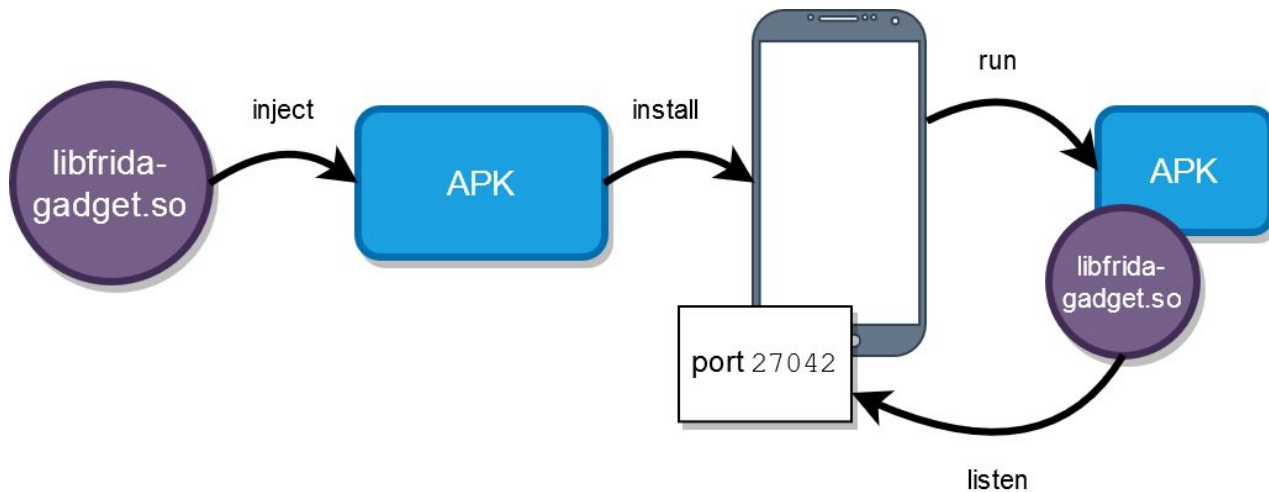 libfrida-
gadget.so
inject
APK
install
port 27042
run
APK
libfrida-
gadget.so
listen